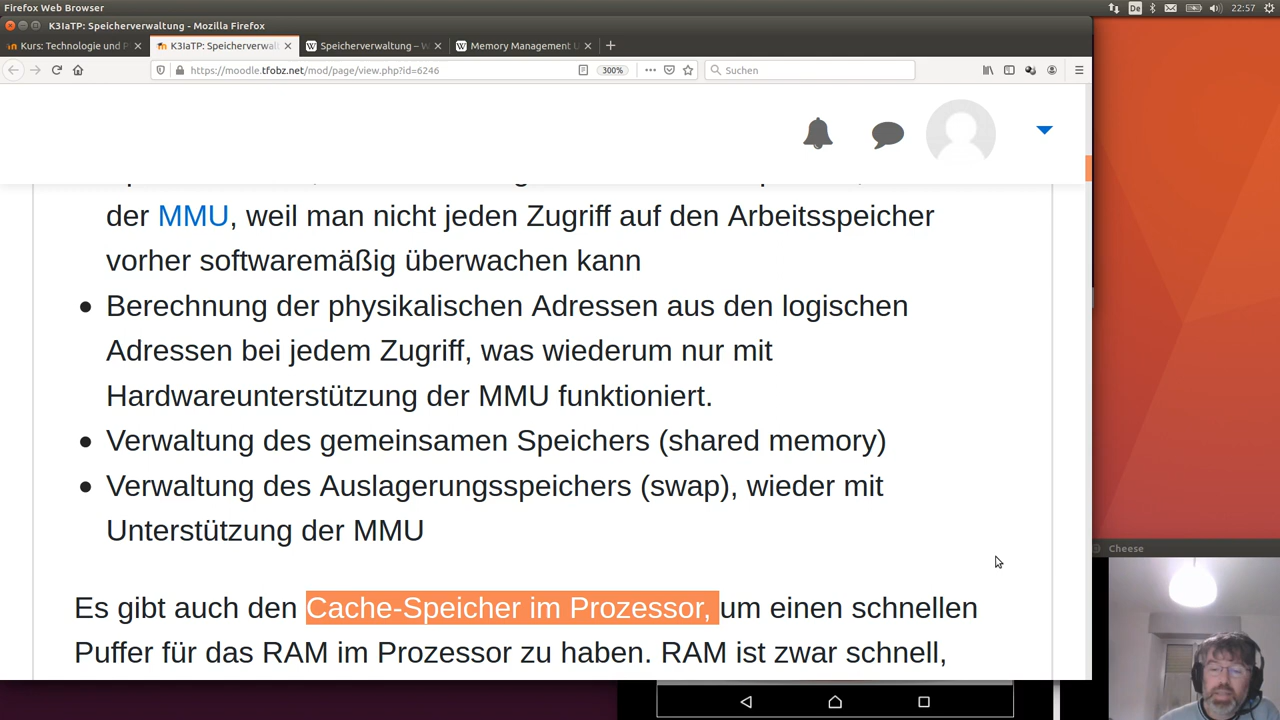 Firefox Web Browser
De
22:57
K3IaTP: Speicherverwaltung - Mozilla Firefox
Kurs: Technologie und P
K3IaTP: Speicherverwal
Speicherverwaltung – W
Memory Management U
https://moodle.tfobz.net/mod/page/view.php?id=6246
300%
Suchen
der MMU, weil man nicht jeden Zugriff auf den Arbeitsspeicher
vorher softwaremäßig überwachen kann
Berechnung der physikalischen Adressen aus den logischen
Adressen bei jedem Zugriff, was wiederum nur mit
Hardwareunterstützung der MMU funktioniert.
Verwaltung des gemeinsamen Speichers (shared memory)
Verwaltung des Auslagerungsspeichers (swap), wieder mit
Unterstützung der MMU
Cheese
Es gibt auch den Cache-Speicher im Prozessor, um einen schnellen
Puffer für das RAM im Prozessor zu haben. RAM ist zwar schnell,